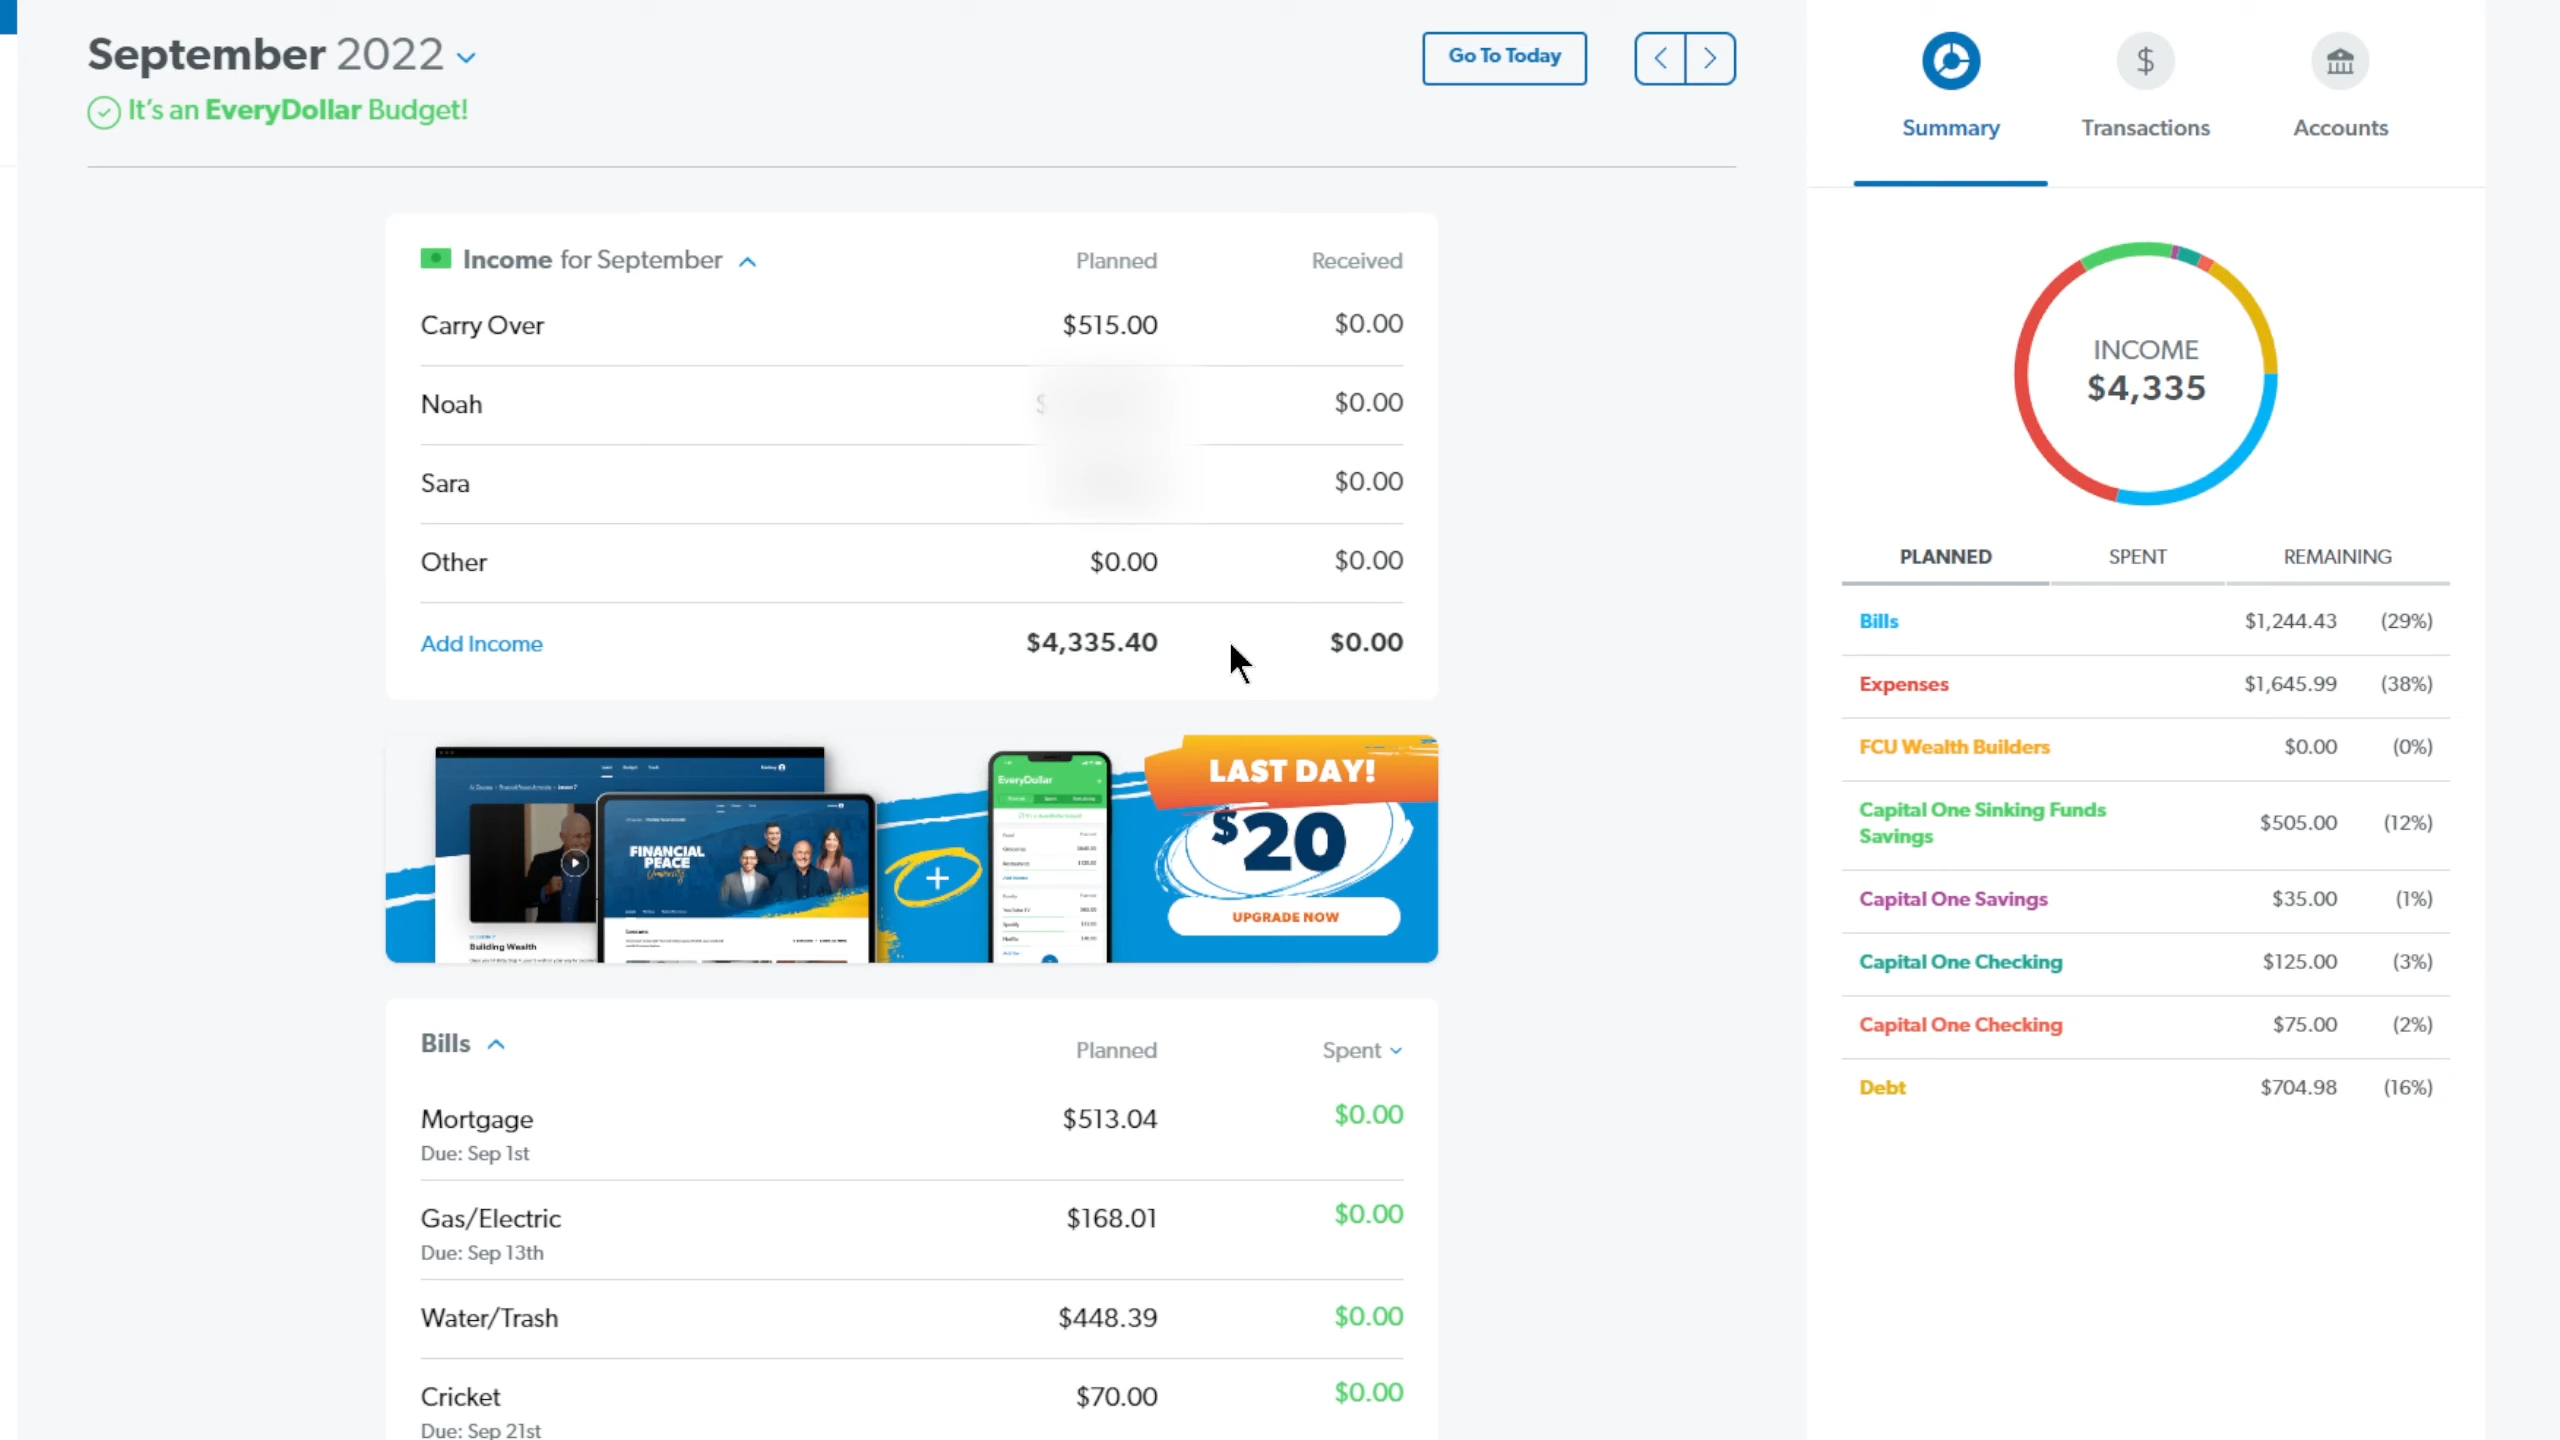 September 2022
It's an EveryDollar Budget!
Go To Today
Summary
Transactions
Accounts
Income for September
Planned
Received
Carry Over
$515.00
$0.00
Noah
$
$0.00
Sara
$0.00
Other
$0.00
$0.00
Add Income
$4,335.40
$0.00
EveryDollar
FINANCIAL
PEACE
University
Building Wealth
LAST DAY!
$20
UPGRADE NOW
Bills
Planned
Spent
Mortgage
$513.04
$0.00
Due: Sep 1st
Gas/Electric
$168.01
$0.00
Due: Sep 13th
Water/Trash
$448.39
$0.00
Cricket
$70.00
$0.00
Due: Sep 21st
INCOME
$4,335
PLANNED
SPENT
REMAINING
Bills
$1,244.43
(29%)
Expenses
$1,645.99
(38%)
FCU Wealth Builders
$0.00
(0%)
Capital One Sinking Funds
Savings
$505.00
(12%)
Capital One Savings
$35.00
(1%)
Capital One Checking
$125.00
(3%)
Capital One Checking
$75.00
(2%)
Debt
$704.98
(16%)